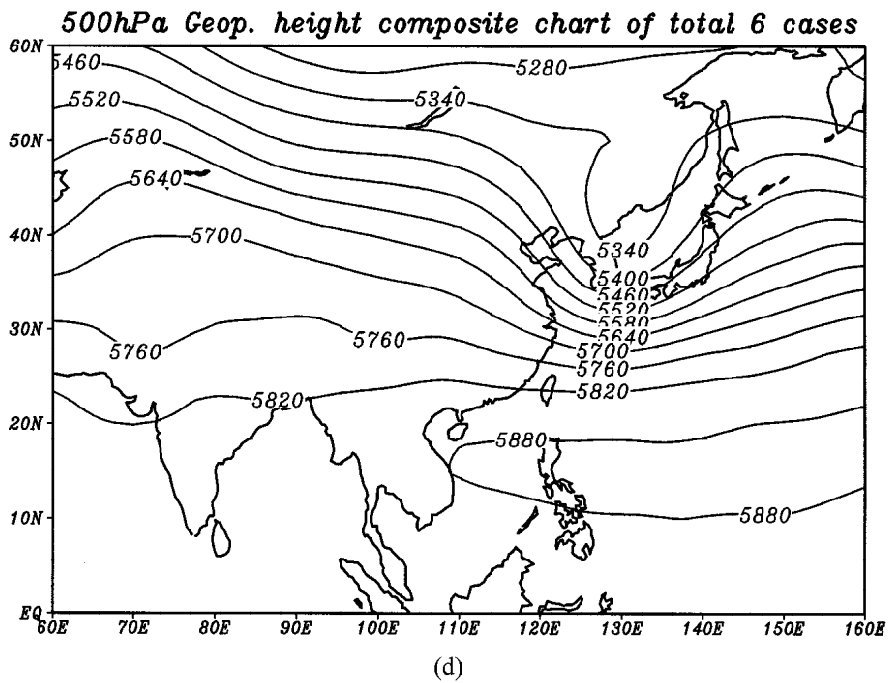 500hPa Geop. height composite chart of total 6 cases
60N
5460
5280
5340
5520
50N
5580
5640
5700
40N
5340
5400
5460
5520
5580
30N
5640
5760
5760
5700
5760
5820
5820
20N
5880
10N
5880
EQ
60E 70E 80E 90E 100E 110E 120E 130E 140E 150E 160E
(d)